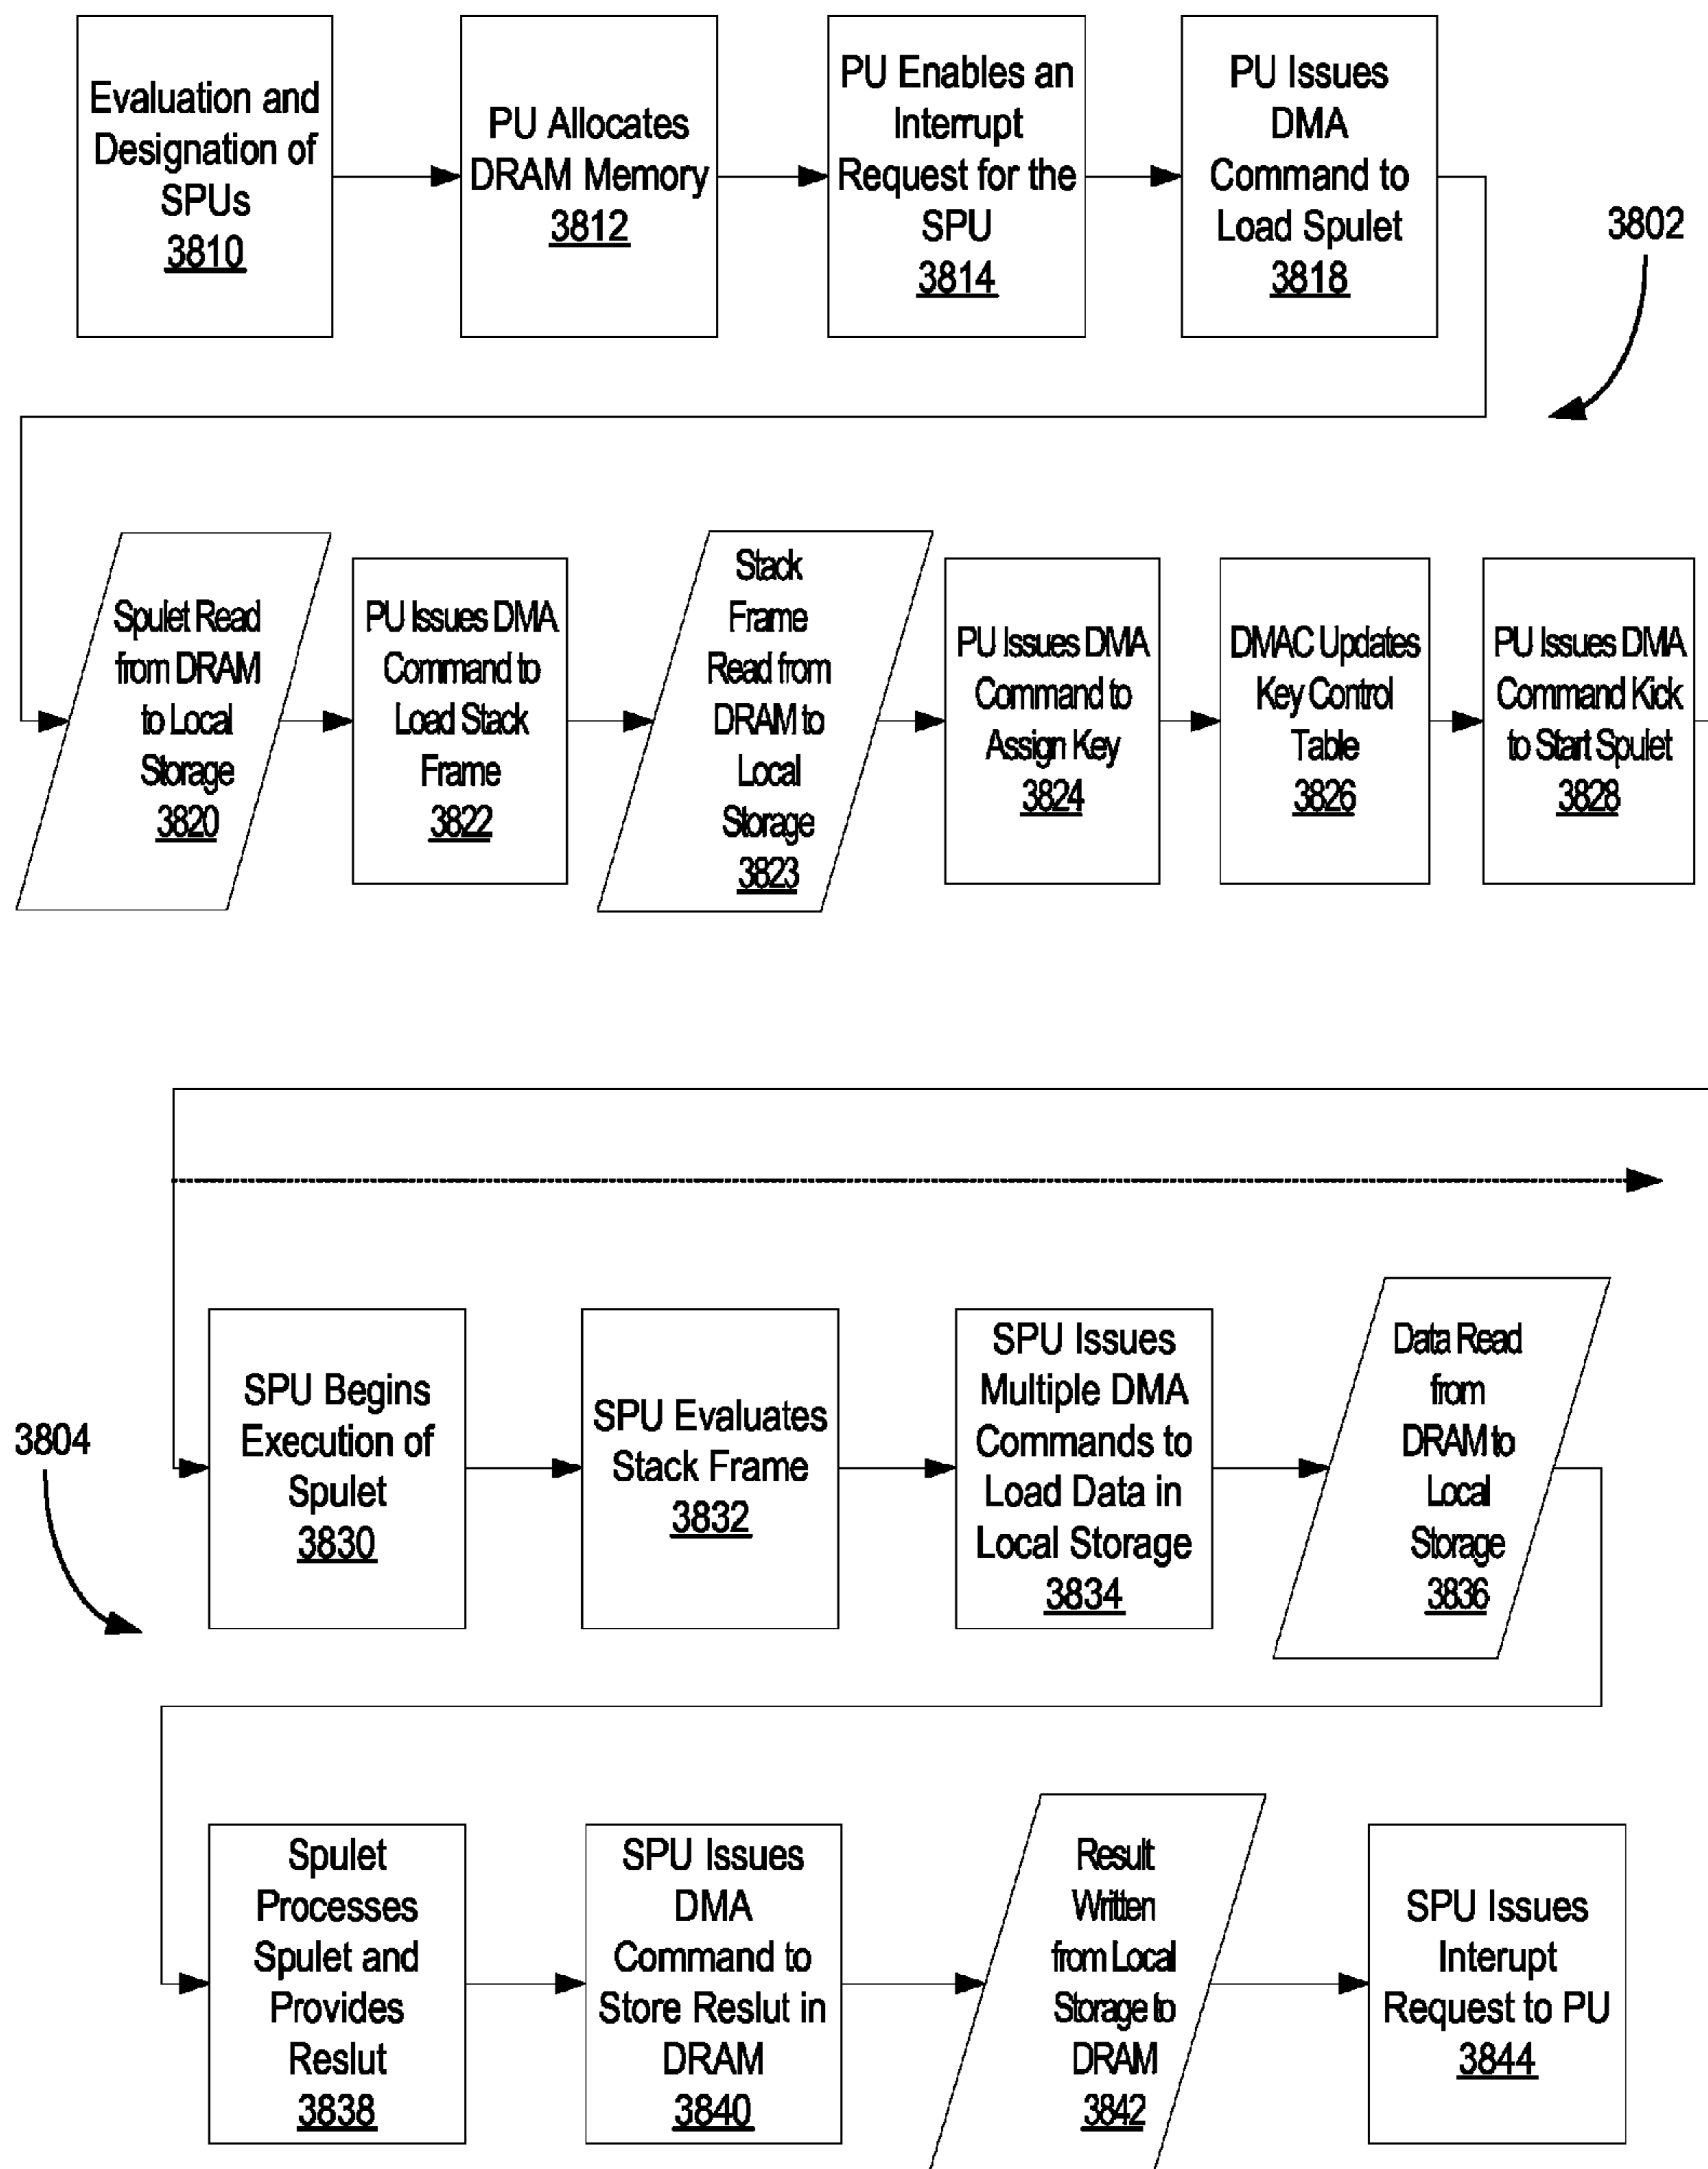 Evaluation and
Designation of
SPUs
3810
PU Allocates
DRAM Memory
3812
PU Enables an
Interrupt
Request for the
SPU
3814
PU Issues
DMA
Command to
Load Spulet
3818
3802
Spulet Read
from DRAM
to Local
Storage
3820
PU Issues DMA
Command to
Load Stack
Frame
3822
Stack
Frame
Read from
DRAM to
Local
Storage
3823
PU Issues DMA
Command to
Assign Key
3824
DMAC Updates
Key Control
Table
3826
PU Issues DMA
Command Kick
to Start Spulet
3828
3804
SPU Begins
Execution of
Spulet
3830
SPU Evaluates
Stack Frame
3832
SPU Issues
Multiple DMA
Commands to
Load Data in
Local Storage
3834
Data Read
from
DRAM to
Local
Storage
3836
Spulet
Processes
Spulet and
Provides
Reslut
3838
SPU Issues
DMA
Command to
Store Reslut in
DRAM
3840
Result
Written
from Local
Storage to
DRAM
3842
SPU Issues
Interupt
Request to PU
3844